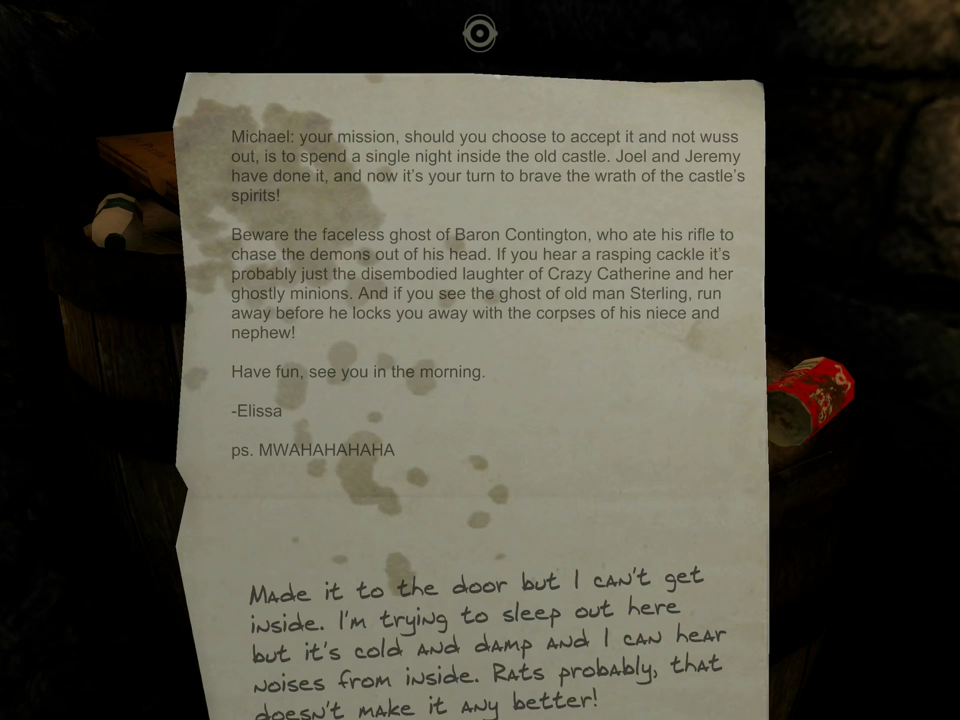 Michael: your mission, should you choose to accept it and not wuss
out, is to spend a single night inside the old castle. Joel and Jeremy
have done it, and now it's your turn to brave the wrath of the castle's
spirits!
Beware the faceless ghost of Baron Contington, who ate his rifle to
chase the demons out of his head. If you hear a rasping cackle it's
probably just the disembodied laughter of Crazy Catherine and her
ghostly minions. And if you see the ghost of old man Sterling, run
away before he locks you away with the corpses of his niece and
nephew!
Have fun, see you in the morning.
-Elissa
ps. MWAHAHAHAHA
Made it to the door but I can't get
inside. I'm trying to sleep out here
but it's cold and damp and I can hear
noises from inside. Rats probably, that
doesn't make it any better!